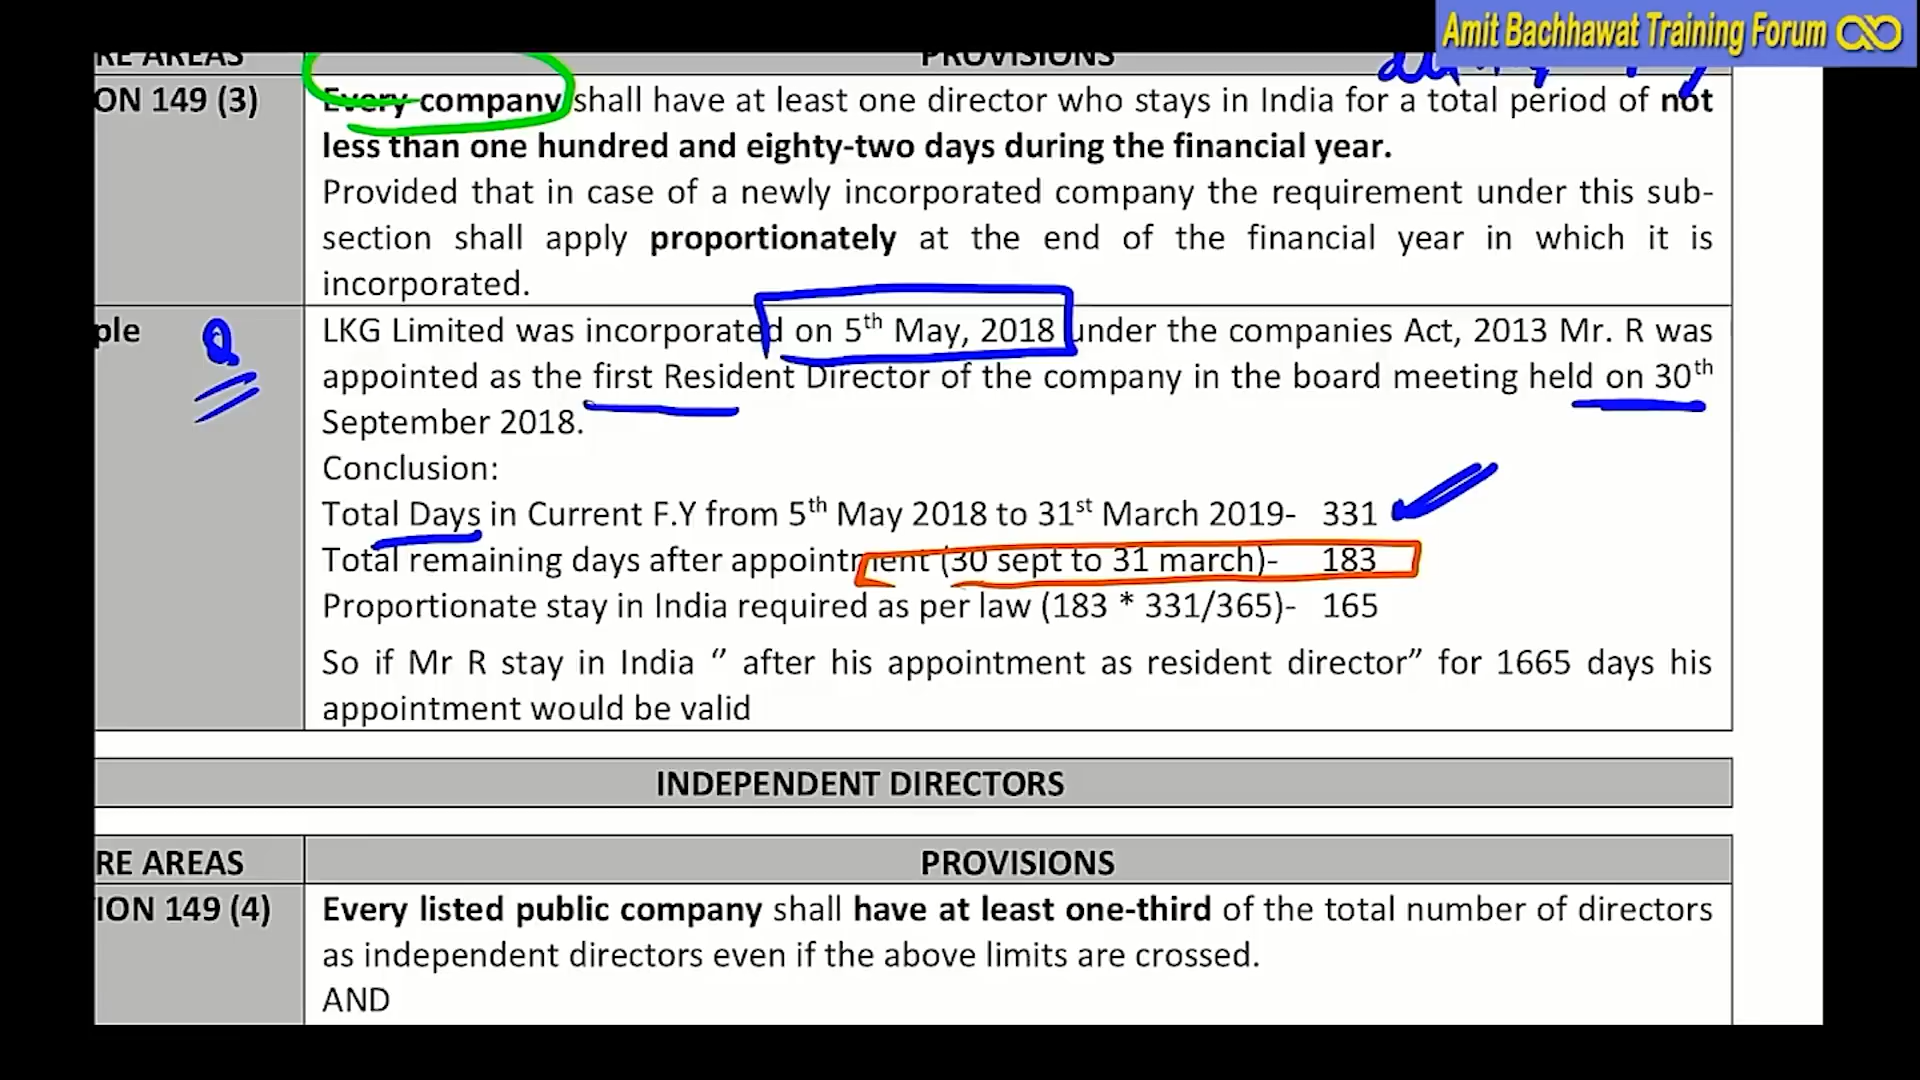 Amit Bachhawat Training Forum
RE AREAS PROVISIONS
ON 149 (3) Every company shall have at least one director who stays in India for a total period of not
less than one hundred and eighty-two days during the financial year.
Provided that in case of a newly incorporated company the requirement under this sub-
section shall apply proportionately at the end of the financial year in which it is
incorporated.
ple Q LKG Limited was incorporated on 5th May, 2018 under the companies Act, 2013 Mr. R was
appointed as the first Resident Director of the company in the board meeting held on 30th
September 2018.
Conclusion:
Total Days in Current F.Y from 5th May 2018 to 31st March 2019- 331
Total remaining days after appointment (30 sept to 31 march)- 183
Proportionate stay in India required as per law (183 * 331/365)- 165
So if Mr R stay in India “ after his appointment as resident director” for 1665 days his
appointment would be valid
INDEPENDENT DIRECTORS
RE AREAS PROVISIONS
ION 149 (4) Every listed public company shall have at least one-third of the total number of directors
as independent directors even if the above limits are crossed.
AND